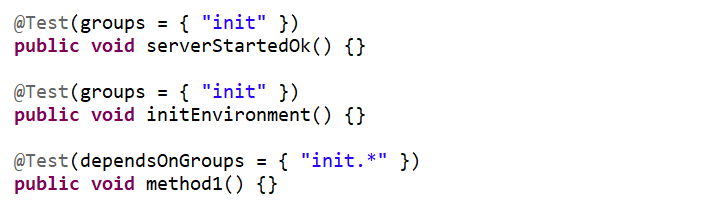 @Test(groups = { "init" })
public void serverStartedOk() {}
@Test(groups = { "init" })
public void initEnvironment() {}
@Test(dependsOnGroups = { "init.*" })
public void method1() {}